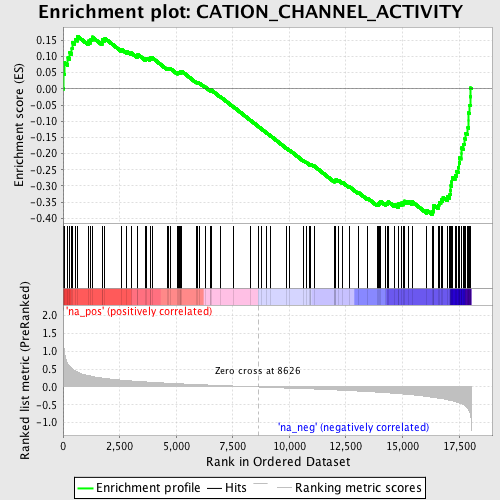 Enrichment plot: CATION_CHANNEL_ACTIVITY
Enrichment score (ES)
0.15
0.10
0.05
0.00
-0.05
-0.10
-0.15
-0.20
-0.25
-0.30
-0.35
-0.40
Ranked list metric (PreRanked)
'na_pos' (positively correlated)
2.0
1.5
1.0
0.5
0.0
-0.5
-1.0
Zero cross at 8626
'na_neg' (negatively correlated)
0
2,500
5,000
7,500
10,000
12,500
15,000
17,500
Rank in Ordered Dataset
Enrichment profile
Hits
Ranking metric scores